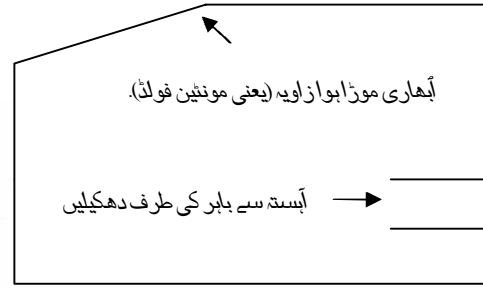 اُبھاری موڑا ہوا زاویہ (یعنی مونٹین فولڈ).
آہستہ سے باہر کی طرف دھکیلیں